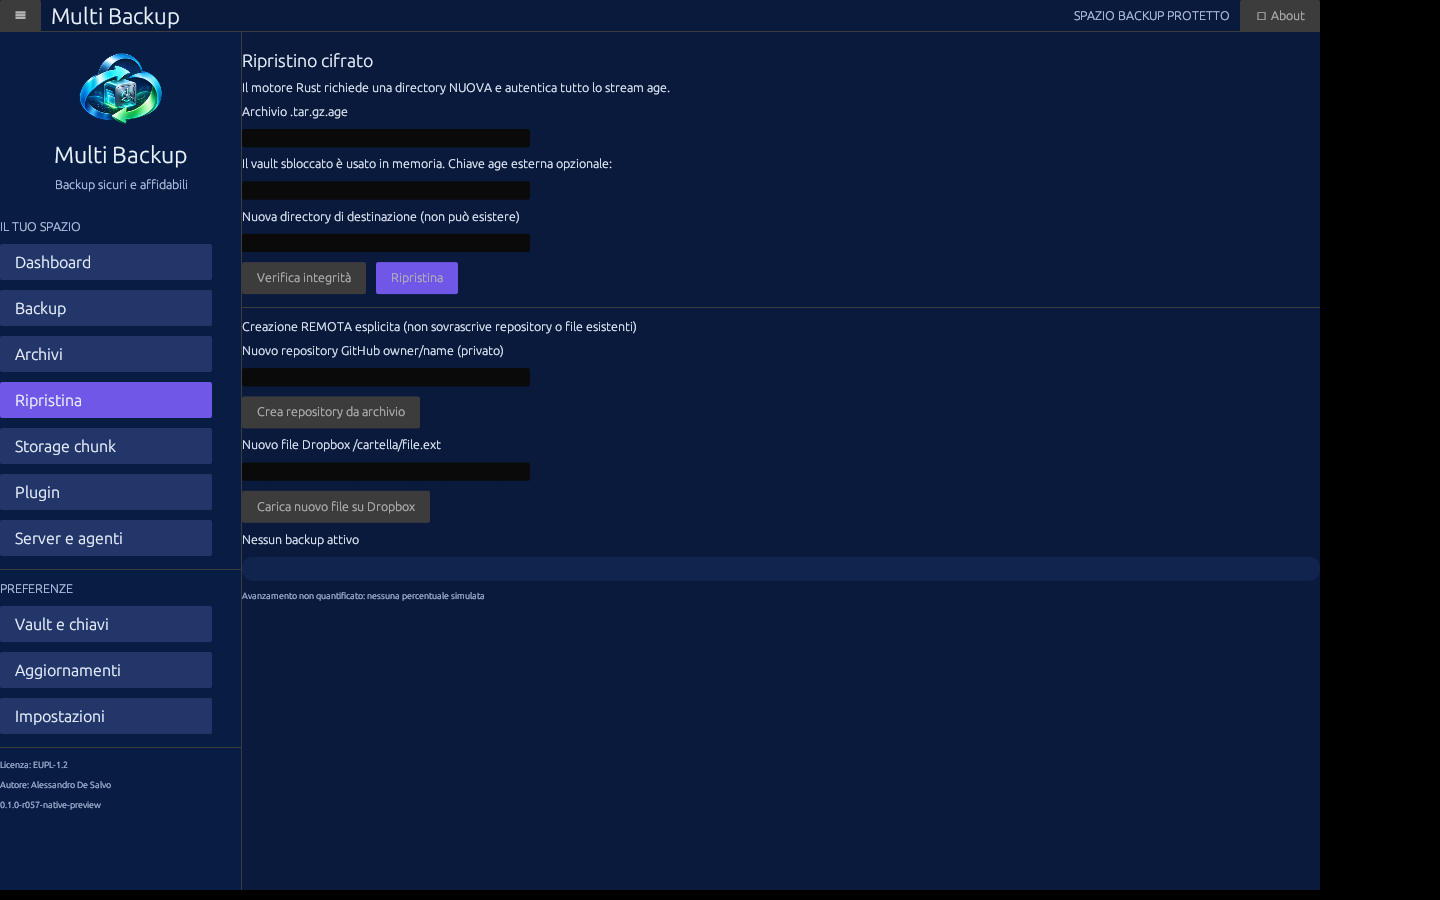 Multi Backup
SPAZIO BACKUP PROTETTO
About
Multi Backup
Backup sicuri e affidabili
IL TUO SPAZIO
Dashboard
Backup
Archivi
Ripristina
Storage chunk
Plugin
Server e agenti
PREFERENZE
Vault e chiavi
Aggiornamenti
Impostazioni
Licenza: EUPL-1.2
Autore: Alessandro De Salvo
0.1.0-r057-native-preview
Ripristino cifrato
Il motore Rust richiede una directory NUOVA e autentica tutto lo stream age.
Archivio .tar.gz.age
Il vault sbloccato è usato in memoria. Chiave age esterna opzionale:
Nuova directory di destinazione (non può esistere)
Verifica integrità
Ripristina
Creazione REMOTA esplicita (non sovrascrive repository o file esistenti)
Nuovo repository GitHub owner/name (privato)
Crea repository da archivio
Nuovo file Dropbox /cartella/file.ext
Carica nuovo file su Dropbox
Nessun backup attivo
Avanzamento non quantificato: nessuna percentuale simulata